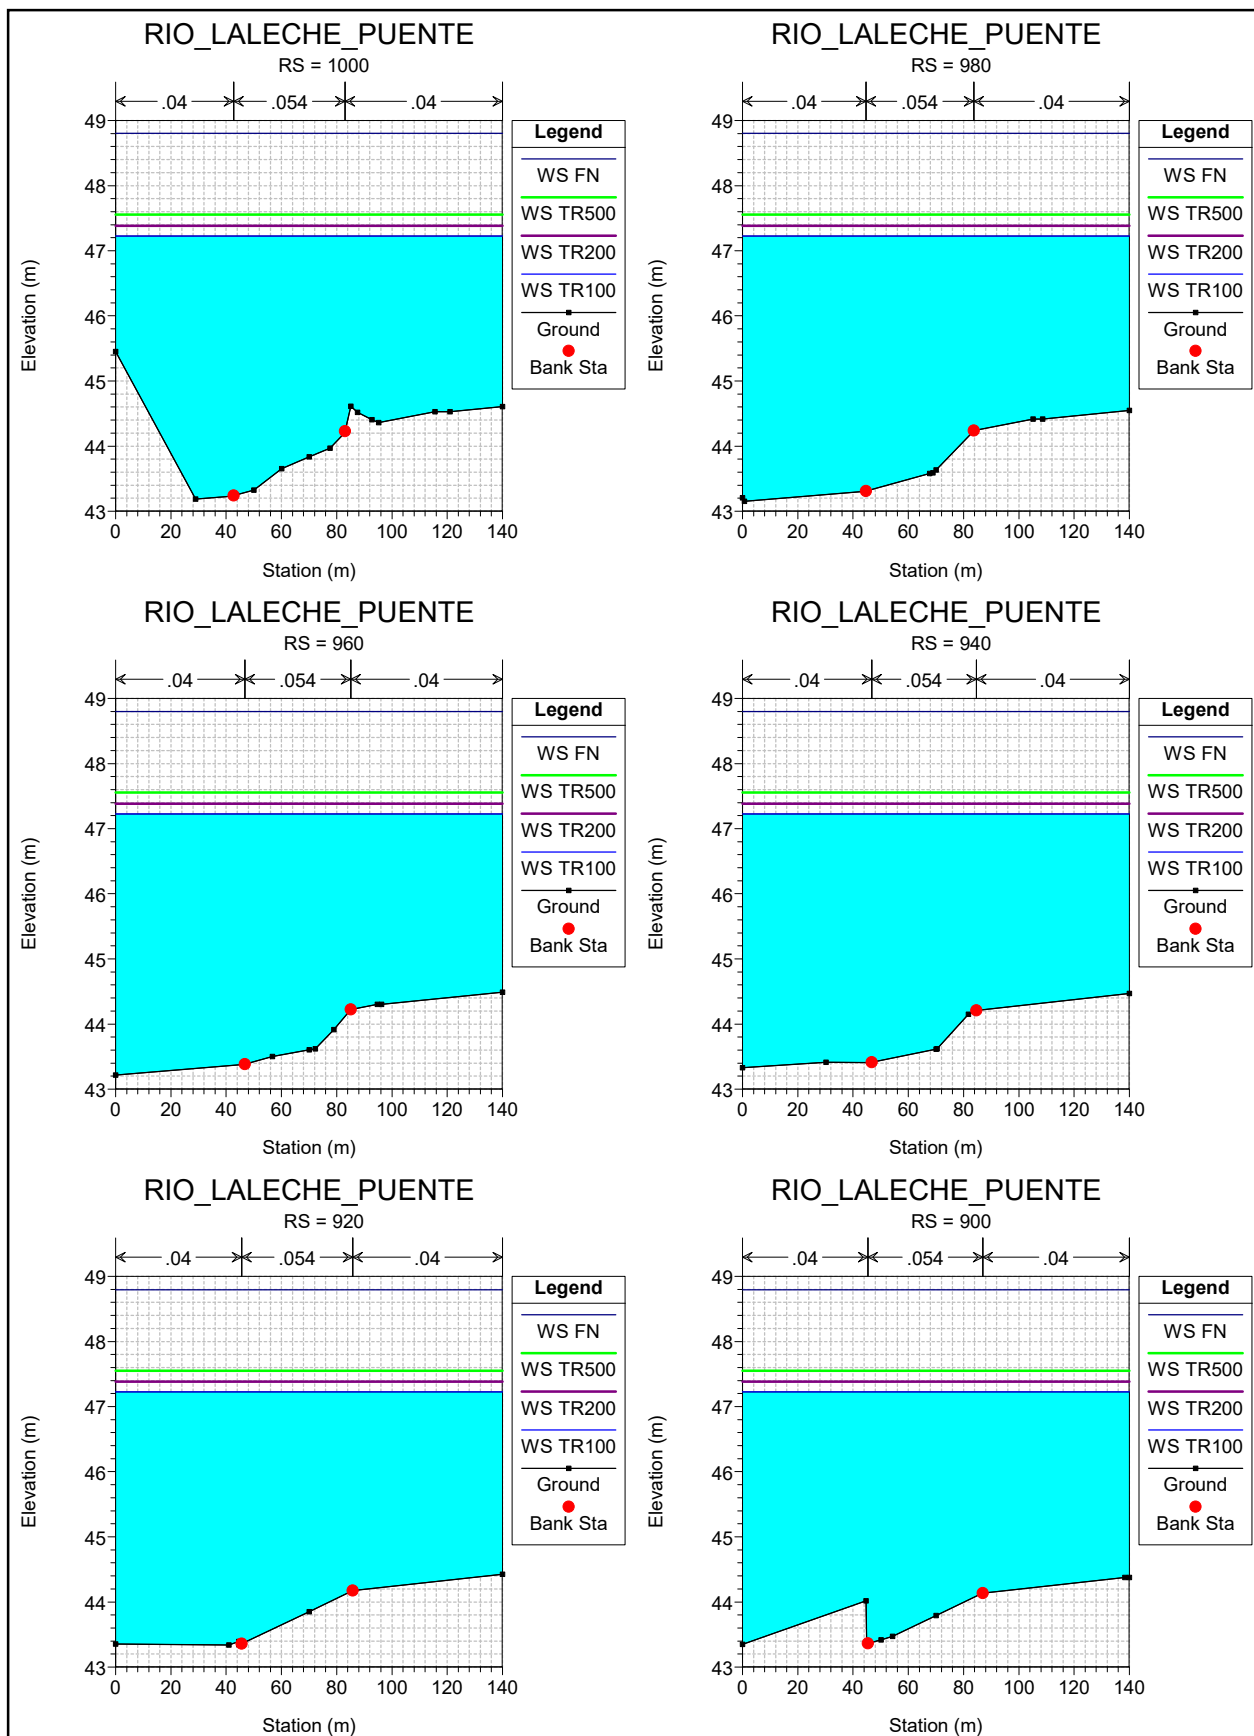 RIO_LALECHE_PUENTE
RS = 1000
.04 .054 .04
49
48
47
46
45
44
43
0 20 40 60 80 100 120 140
Station (m)
Elevation (m)
Legend
WS FN
WS TR500
WS TR200
WS TR100
Ground
Bank Sta
RIO_LALECHE_PUENTE
RS = 980
.04 .054 .04
49
48
47
46
45
44
43
0 20 40 60 80 100 120 140
Station (m)
Elevation (m)
Legend
WS FN
WS TR500
WS TR200
WS TR100
Ground
Bank Sta
RIO_LALECHE_PUENTE
RS = 960
.04 .054 .04
49
48
47
46
45
44
43
0 20 40 60 80 100 120 140
Station (m)
Elevation (m)
Legend
WS FN
WS TR500
WS TR200
WS TR100
Ground
Bank Sta
RIO_LALECHE_PUENTE
RS = 940
.04 .054 .04
49
48
47
46
45
44
43
0 20 40 60 80 100 120 140
Station (m)
Elevation (m)
Legend
WS FN
WS TR500
WS TR200
WS TR100
Ground
Bank Sta
RIO_LALECHE_PUENTE
RS = 920
.04 .054 .04
49
48
47
46
45
44
43
0 20 40 60 80 100 120 140
Station (m)
Elevation (m)
Legend
WS FN
WS TR500
WS TR200
WS TR100
Ground
Bank Sta
RIO_LALECHE_PUENTE
RS = 900
.04 .054 .04
49
48
47
46
45
44
43
0 20 40 60 80 100 120 140
Station (m)
Elevation (m)
Legend
WS FN
WS TR500
WS TR200
WS TR100
Ground
Bank Sta